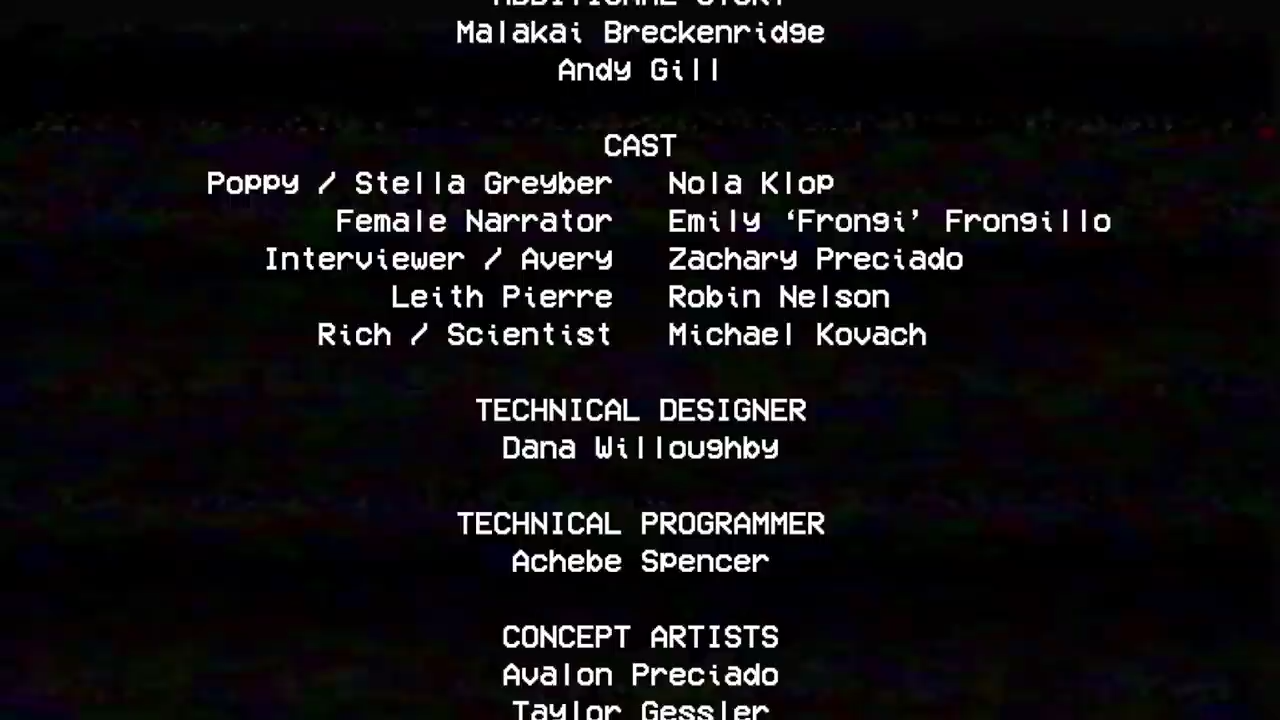 ADDITIONAL STORY
Malakai Breckenridge
Andy Gill
CAST
Poppy / Stella Greyber Nola Klop
Female Narrator Emily ‘Frongi’ Frongillo
Interviewer / Avery Zachary Preciado
Leith Pierre Robin Nelson
Rich / Scientist Michael Kovach
TECHNICAL DESIGNER
Dana Willoughby
TECHNICAL PROGRAMMER
Achebe Spencer
CONCEPT ARTISTS
Avalon Preciado
Taylor Gessler